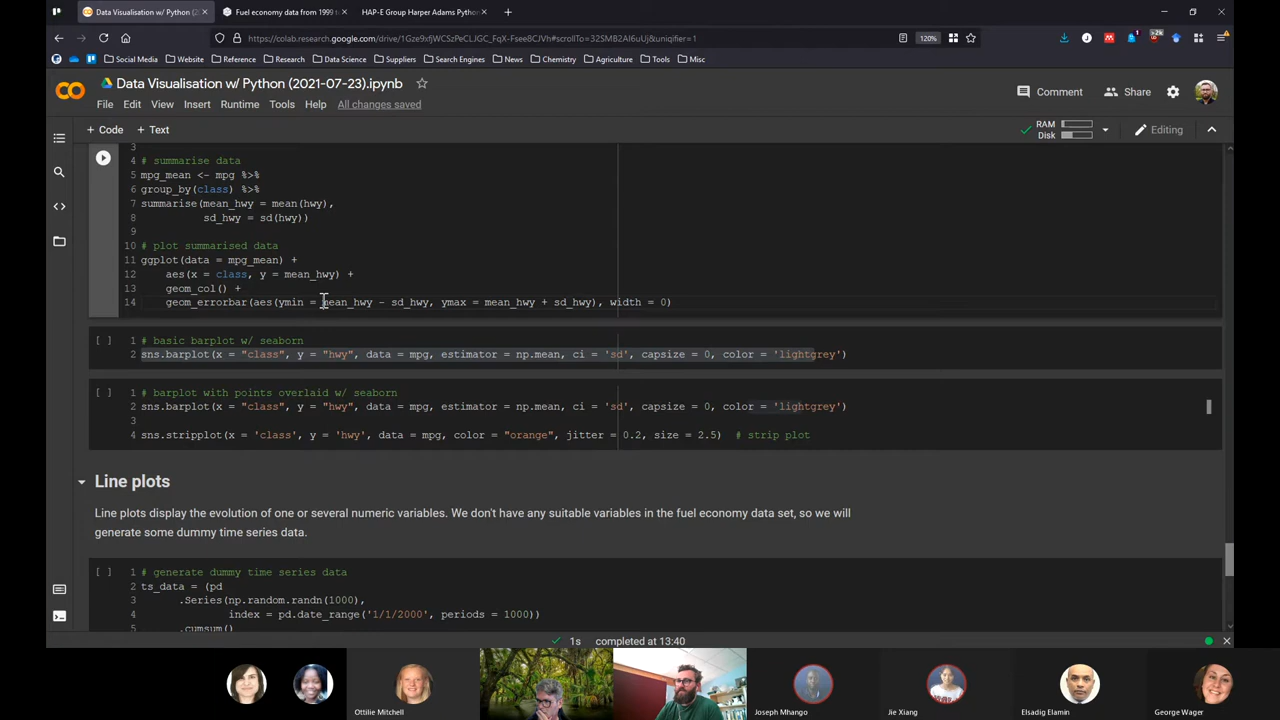 Data Visualisation w/ Python (2
Fuel economy data from 1999 t
HAP-E Group Harper Adams Python
https://colab.research.google.com/drive/1Gze9xfjWCSzPeCLJGC_FqX-Fsee8CJvh#scrollTo=32SMB2AI6uUj&uniqifier=1
120%
Social Media Website Reference Research Data Science Suppliers Search Engines News Chemistry Agriculture Tools Misc
Data Visualisation w/ Python (2021-07-23).ipynb
Comment Share
File Edit View Insert Runtime Tools Help All changes saved
+ Code + Text
RAM
Disk
Editing
3
4 # summarise data
5 mpg_mean <- mpg %>%
6 group_by(class) %>%
7 summarise(mean_hwy = mean(hwy),
8 sd_hwy = sd(hwy))
9
10 # plot summarised data
11 ggplot(data = mpg_mean) +
12 aes(x = class, y = mean_hwy) +
13 geom_col() +
14 geom_errorbar(aes(ymin = mean_hwy - sd_hwy, ymax = mean_hwy + sd_hwy), width = 0)
[ ] 1 # basic barplot w/ seaborn
2 sns.barplot(x = "class", y = "hwy", data = mpg, estimator = np.mean, ci = 'sd', capsize = 0, color = 'lightgrey')
[ ] 1 # barplot with points overlaid w/ seaborn
2 sns.barplot(x = "class", y = "hwy", data = mpg, estimator = np.mean, ci = 'sd', capsize = 0, color = 'lightgrey')
3
4 sns.stripplot(x = 'class', y = 'hwy', data = mpg, color = "orange", jitter = 0.2, size = 2.5) # strip plot
Line plots
Line plots display the evolution of one or several numeric variables. We don't have any suitable variables in the fuel economy data set, so we will
generate some dummy time series data.
[ ] 1 # generate dummy time series data
2 ts_data = (pd
3 .Series(np.random.randn(1000),
4 index = pd.date_range('1/1/2000', periods = 1000))
5 .cumsum()
1s completed at 13:40
Ottilie Mitchell
Joseph Mhango
Jie Xiang
Elsadig Elamin
George Wager